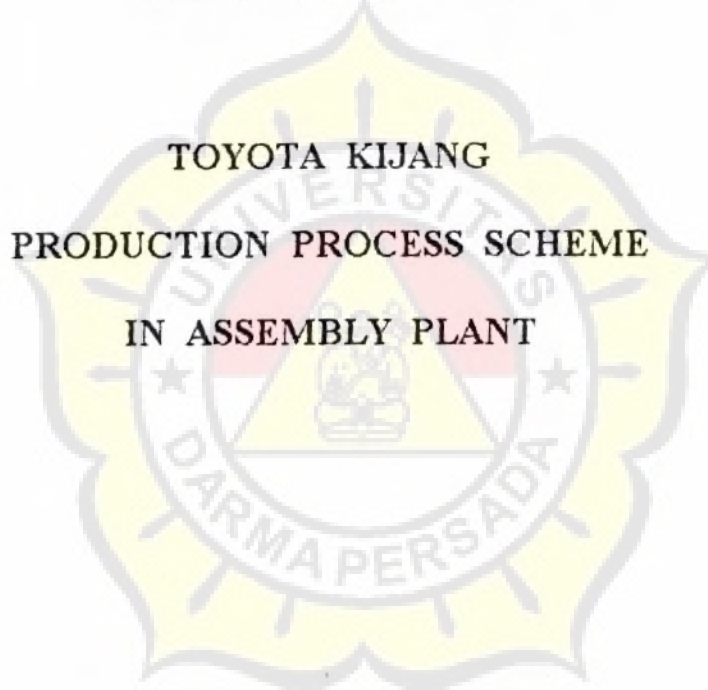 TOYOTA KIJANG
UNIVERSITAS
PRODUCTION PROCESS SCHEME
IN ASSEMBLY PLANT
DARMA PERSADA